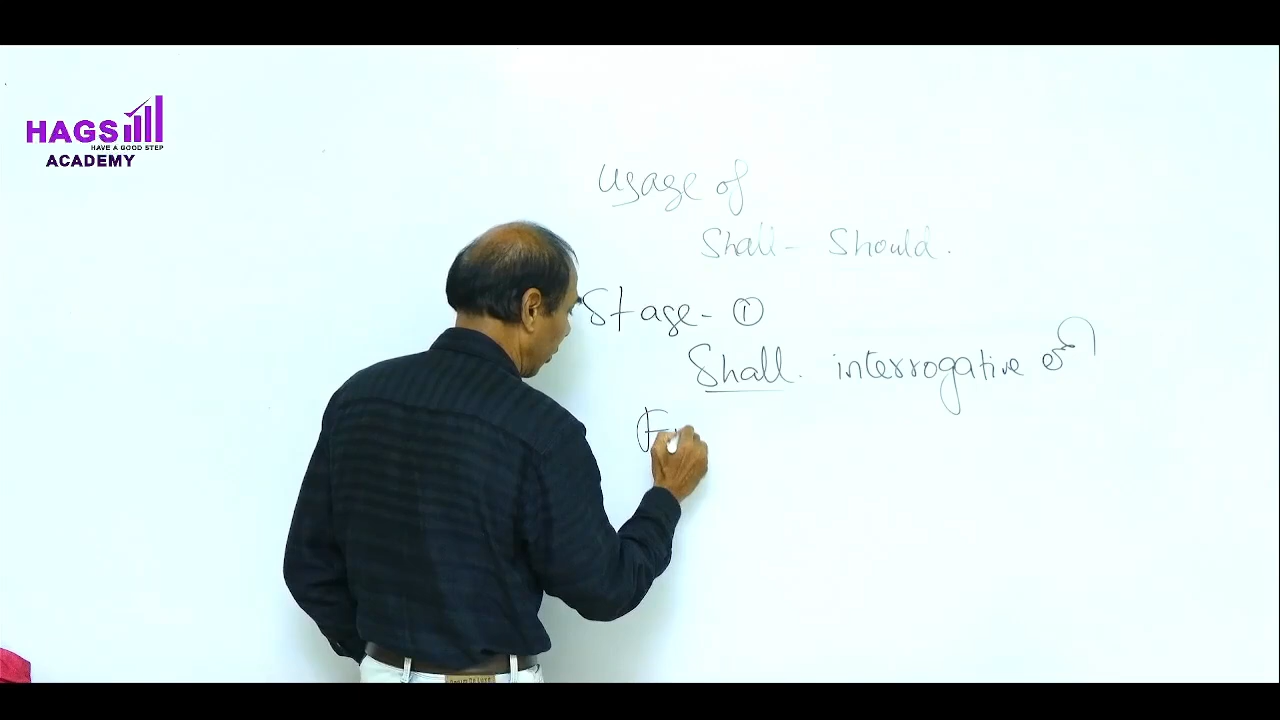 HAGS
HAVE A GOOD STEP
ACADEMY
Usage of
Shall - Should.
Stage - ①
Shall. interrogative లో